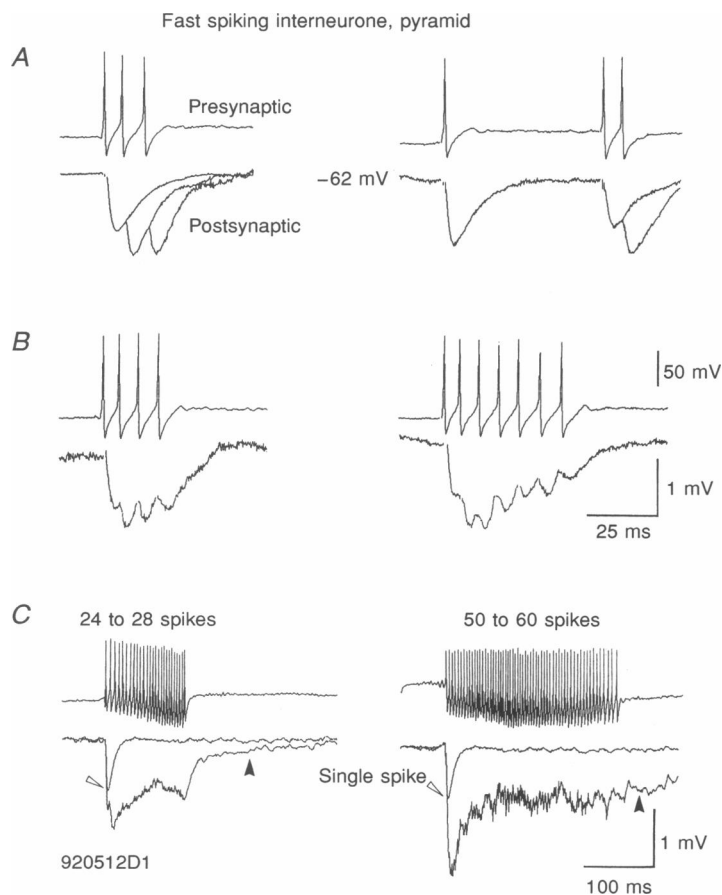 Fast spiking interneurone, pyramid
A
Presynaptic
−62 mV
Postsynaptic
B
50 mV
1 mV
25 ms
C
24 to 28 spikes
50 to 60 spikes
Single spike
920512D1
1 mV
100 ms